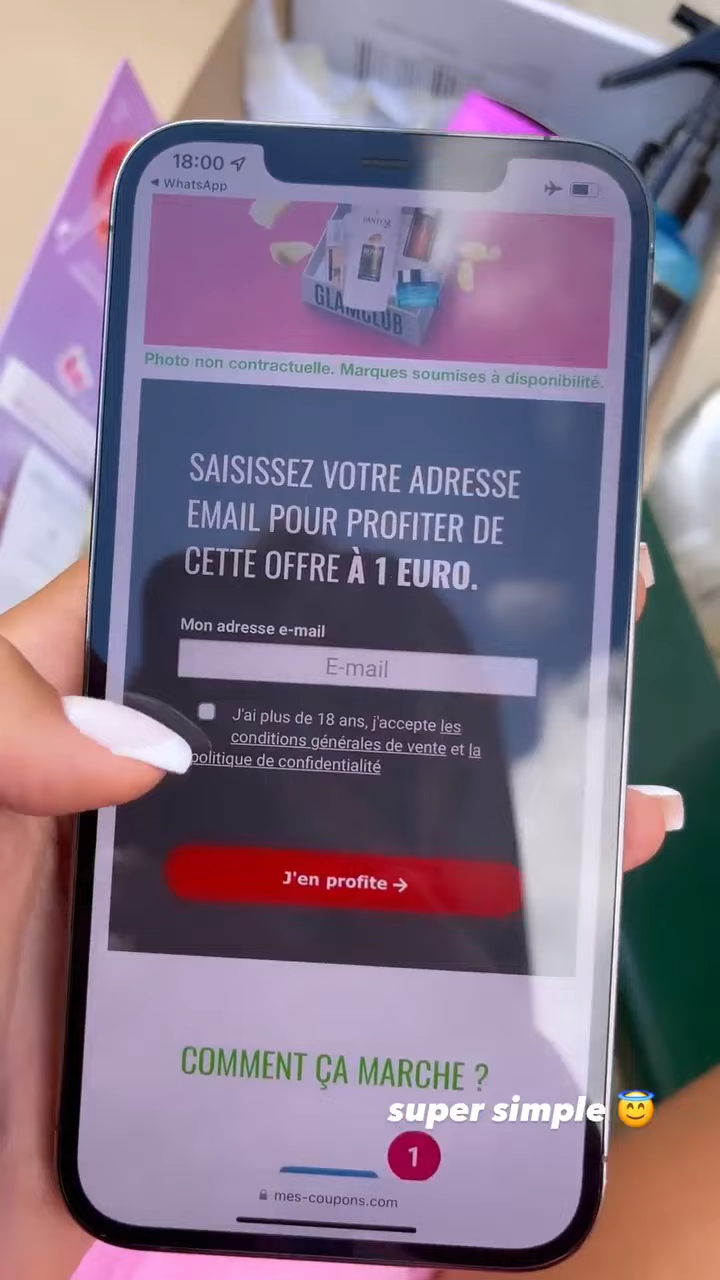 18:00
◀ WhatsApp
GLAMCLUB
Photo non contractuelle. Marques soumises à disponibilité.
SAISISSEZ VOTRE ADRESSE
EMAIL POUR PROFITER DE
CETTE OFFRE À 1 EURO.
Mon adresse e-mail
E-mail
J'ai plus de 18 ans, j'accepte les
conditions générales de vente et la
politique de confidentialité
J'en profite →
COMMENT ÇA MARCHE ?
super simple 😇
1
mes-coupons.com